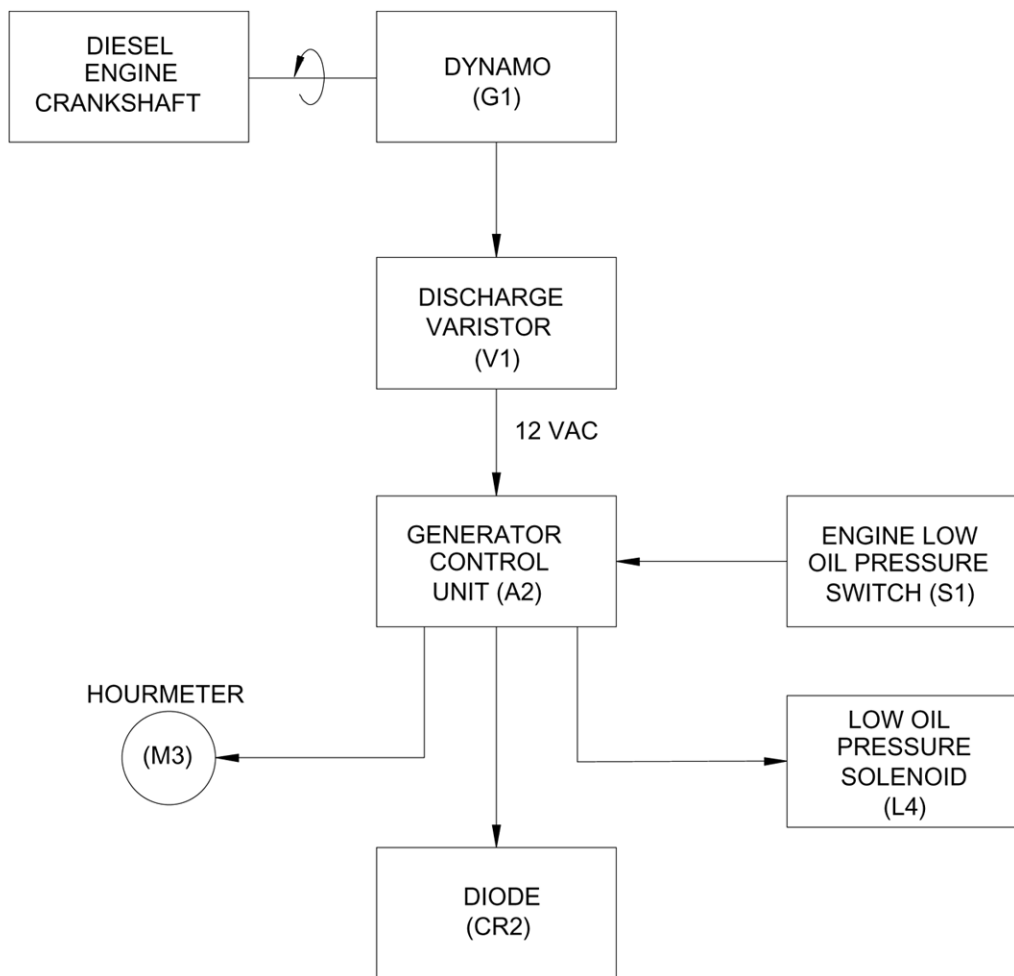 DIESEL
ENGINE
CRANKSHAFT
DYNAMO
(G1)
DISCHARGE
VARISTOR
(V1)
12 VAC
GENERATOR
CONTROL
UNIT (A2)
ENGINE LOW
OIL PRESSURE
SWITCH (S1)
HOURMETER
(M3)
LOW OIL
PRESSURE
SOLENOID
(L4)
DIODE
(CR2)